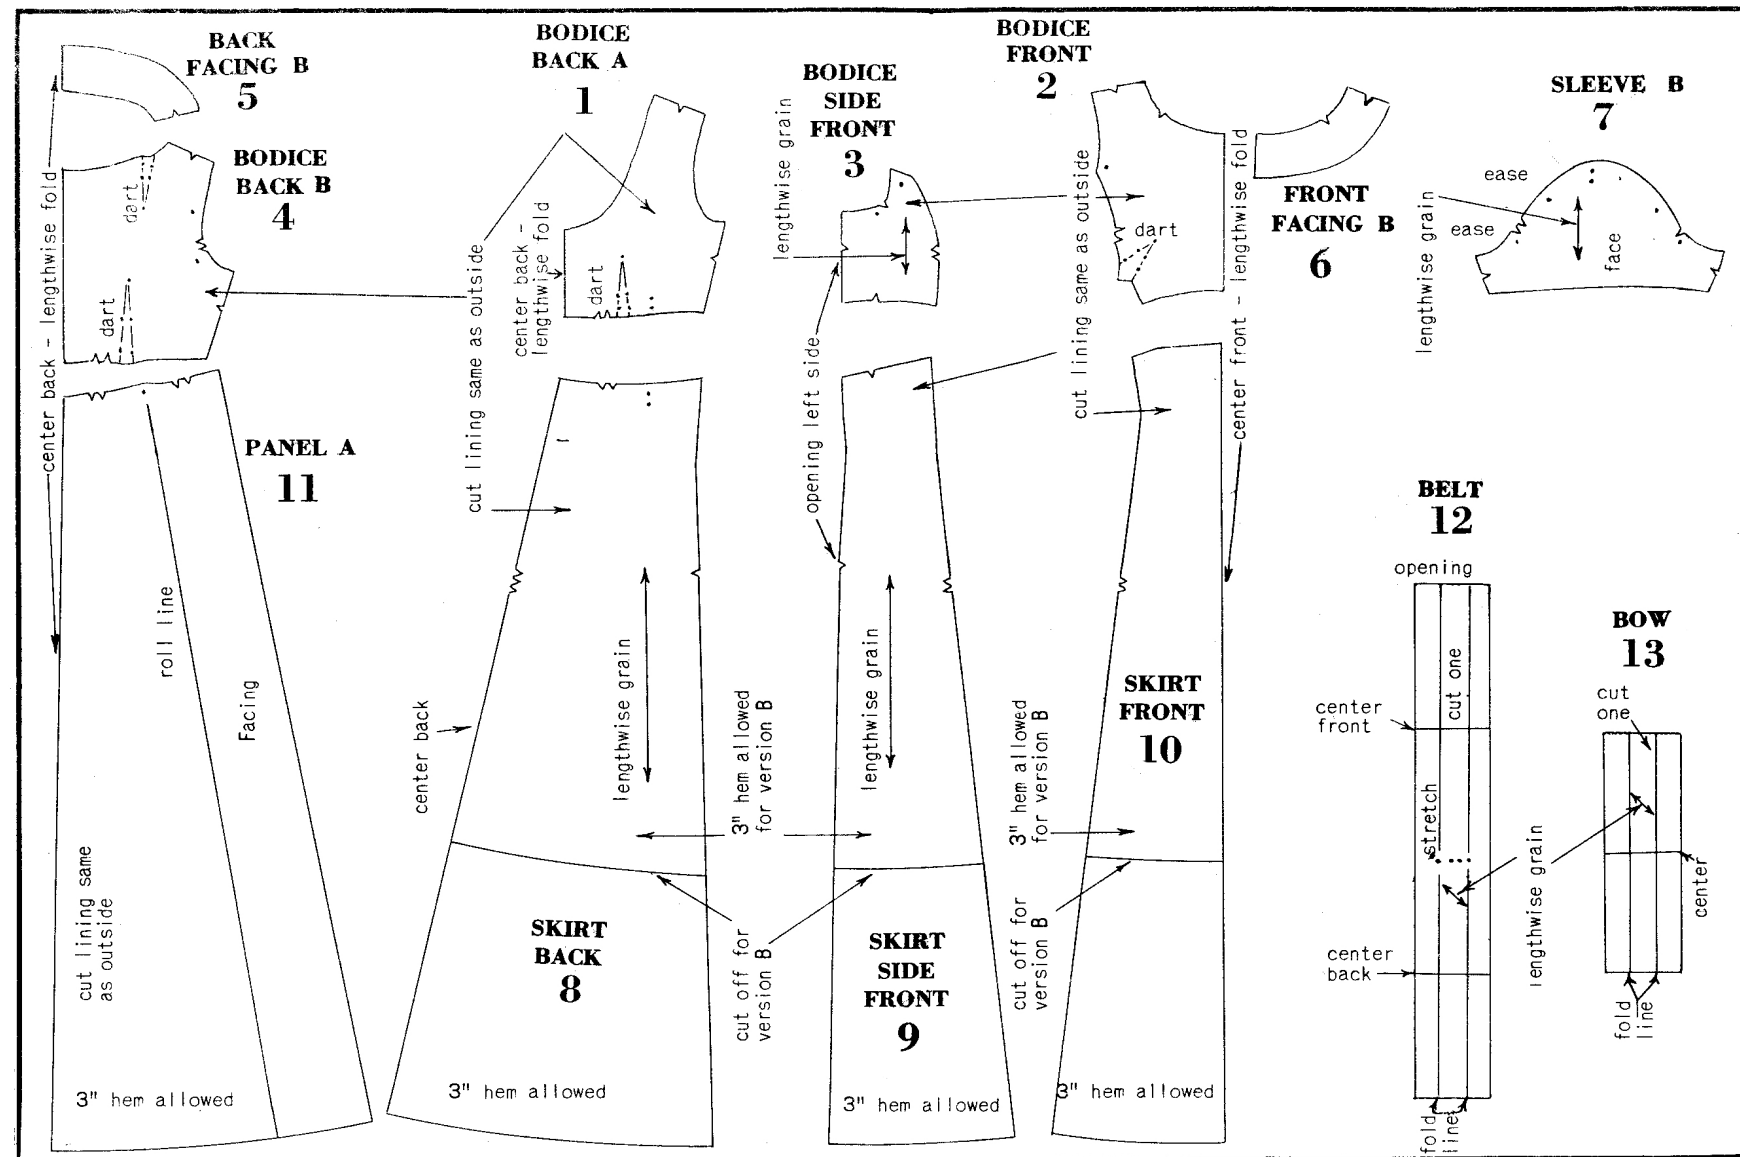 BACK
FACING B
5
BODICE
BACK A
1
BODICE
SIDE
FRONT
3
BODICE
FRONT
2
SLEEVE B
7
BODICE
BACK B
4
FRONT
FACING B
6
center back - lengthwise fold
dart
dart
cut lining same as outside
center back -
lengthwise fold
dart
lengthwise grain
opening left side
cut lining same as outside
dart
center front - lengthwise fold
lengthwise grain
ease
ease
face
PANEL A
11
roll line
Facing
cut lining same
as outside
3" hem allowed
center back
lengthwise grain
3" hem allowed
for version B
cut off for
version B
SKIRT
BACK
8
3" hem allowed
lengthwise grain
SKIRT
SIDE
FRONT
9
3" hem allowed
3" hem allowed
for version B
cut off for
version B
SKIRT
FRONT
10
3" hem allowed
BELT
12
opening
cut one
center
front
stretch
center
back
fold
line
lengthwise grain
BOW
13
cut
one
center
fold
line